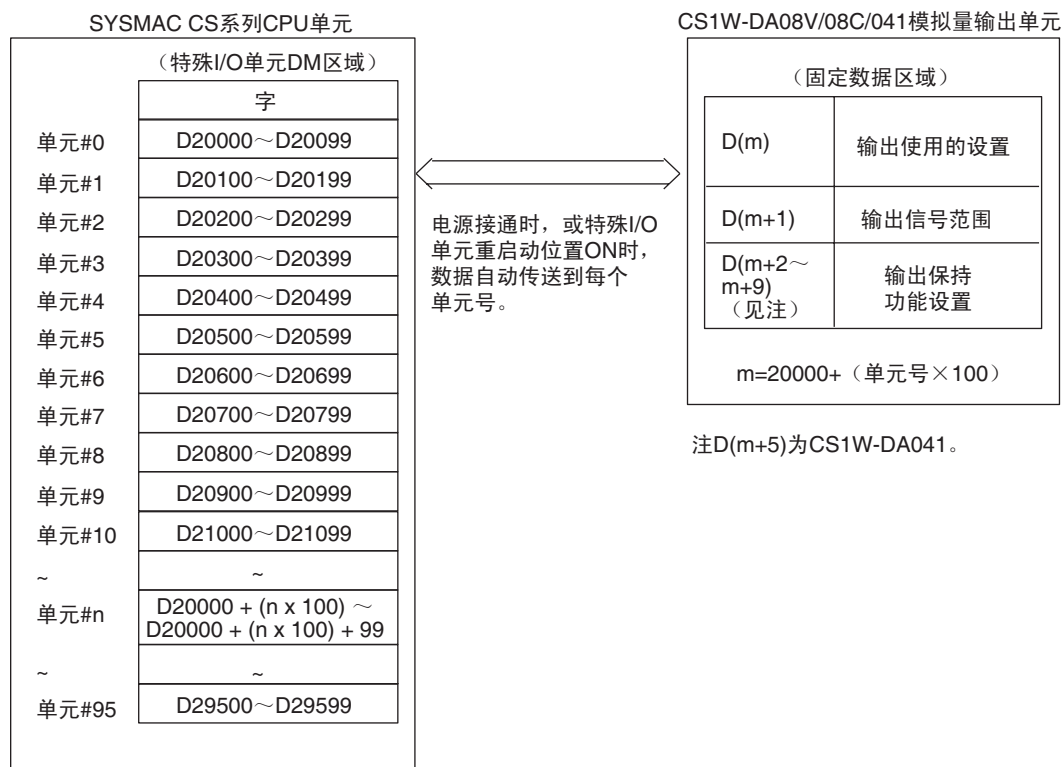 SYSMAC CS系列CPU单元
（特殊I/O单元DM区域）
字
单元#0 D20000～D20099
单元#1 D20100～D20199
单元#2 D20200～D20299
单元#3 D20300～D20399
单元#4 D20400～D20499
单元#5 D20500～D20599
单元#6 D20600～D20699
单元#7 D20700～D20799
单元#8 D20800～D20899
单元#9 D20900～D20999
单元#10 D21000～D21099
~ ~
单元#n D20000 + (n x 100) ～
D20000 + (n x 100) + 99
~ ~
单元#95 D29500～D29599
电源接通时，或特殊I/O
单元重启动位置ON时，
数据自动传送到每个
单元号。
CS1W-DA08V/08C/041模拟量输出单元
（固定数据区域）
D(m) 输出使用的设置
D(m+1) 输出信号范围
D(m+2～
m+9)
（见注）
输出保持
功能设置
m=20000+（单元号×100）
注D(m+5)为CS1W-DA041。